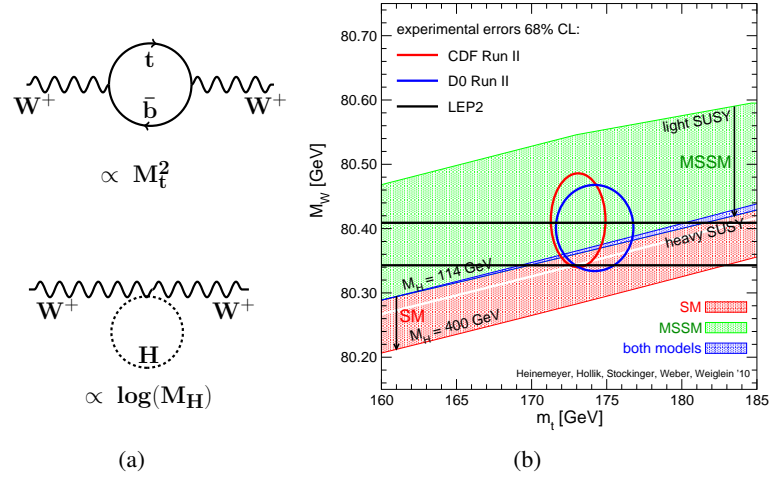 t
b̄
W⁺ W⁺
∝ M_t²
W⁺ W⁺
H
∝ log(M_H)
(a)
experimental errors 68% CL:
CDF Run II
D0 Run II
LEP2
80.70
80.60
80.50
80.40
80.30
80.20
M_W [GeV]
light SUSY
MSSM
heavy SUSY
M_H = 114 GeV
SM
M_H = 400 GeV
SM
MSSM
both models
Heinemeyer, Hollik, Stockinger, Weber, Weiglein '10
160 165 170 175 180 185
m_t [GeV]
(b)